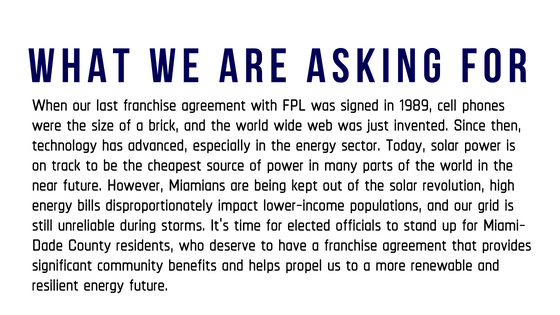 WHAT WE ARE ASKING FOR
When our last franchise agreement with FPL was signed in 1989, cell phones
were the size of a brick, and the world wide web was just invented. Since then,
technology has advanced, especially in the energy sector. Today, solar power is
on track to be the cheapest source of power in many parts of the world in the
near future. However, Miamians are being kept out of the solar revolution, high
energy bills disproportionately impact lower-income populations, and our grid is
still unreliable during storms. It's time for elected officials to stand up for Miami-
Dade County residents, who deserve to have a franchise agreement that provides
significant community benefits and helps propel us to a more renewable and
resilient energy future.